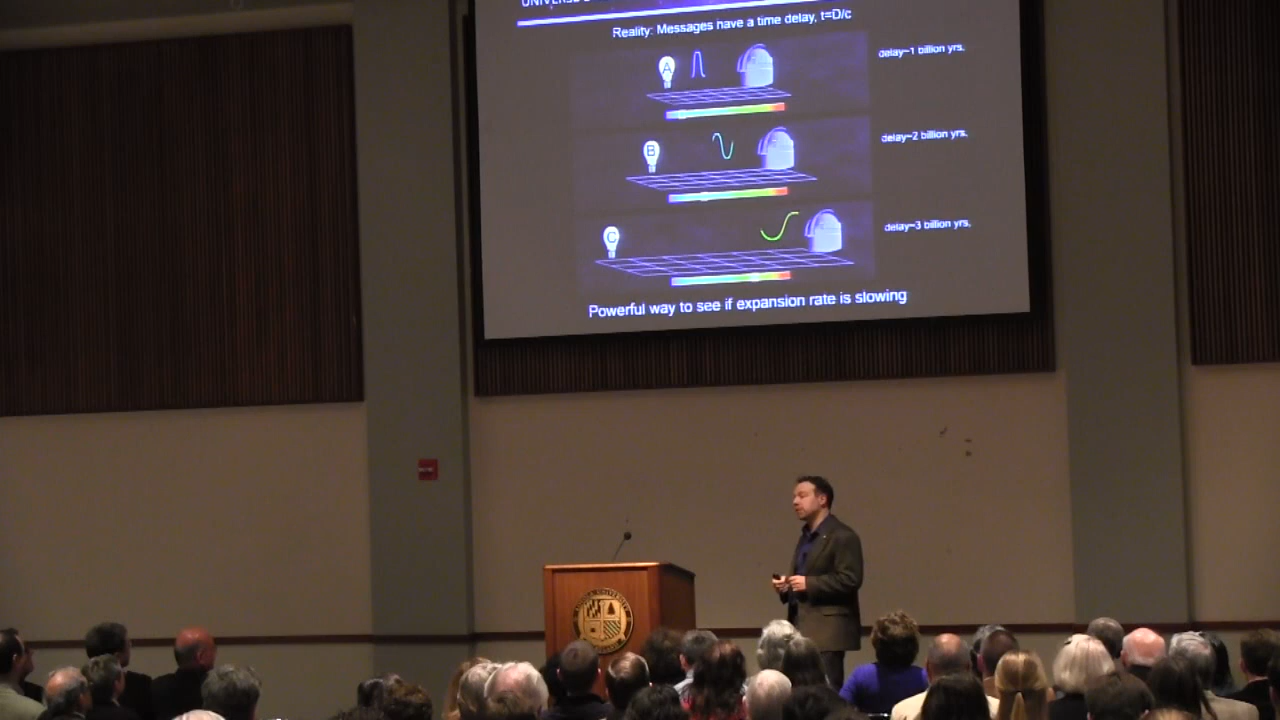 Reality: Messages have a time delay, t=D/c
A
delay~1 billion yrs.
B
delay~2 billion yrs.
C
delay~3 billion yrs.
Powerful way to see if expansion rate is slowing